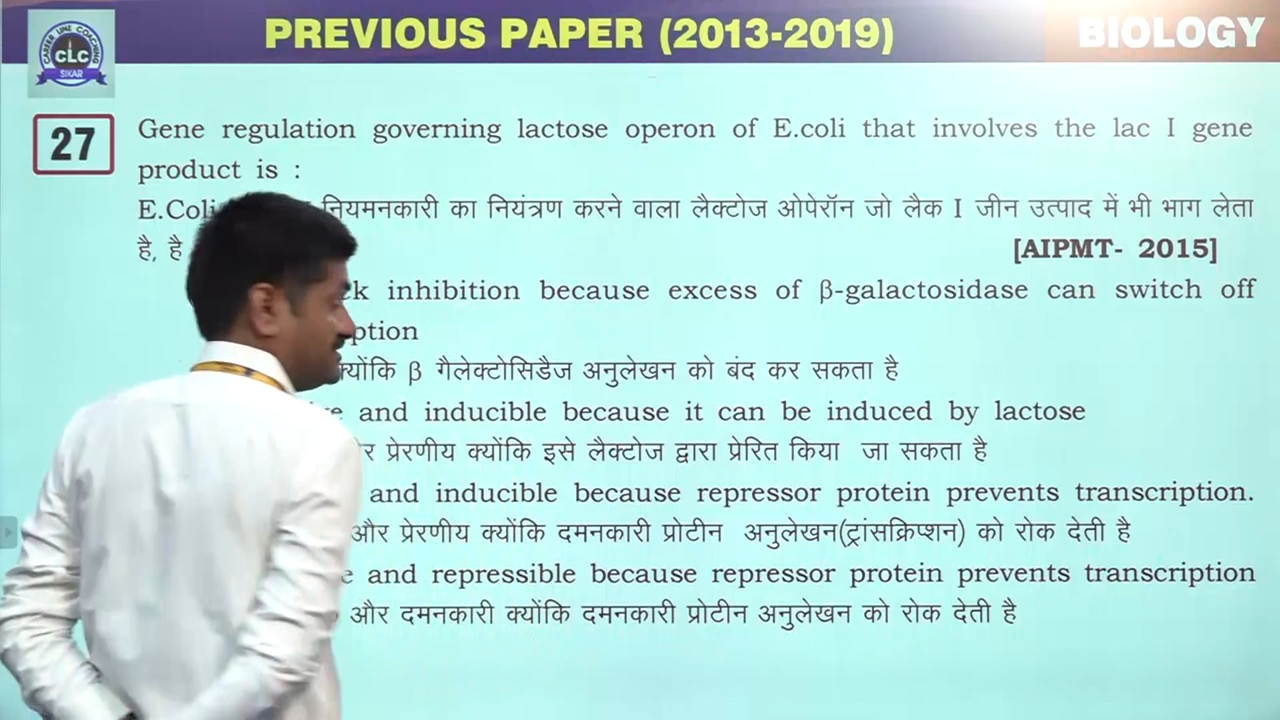 PREVIOUS PAPER (2013-2019)
BIOLOGY
CAREER LINE COACHING
CLC
SIKAR
27
Gene regulation governing lactose operon of E.coli that involves the lac I gene
product is :
E.Coli नियमनकारी का नियंत्रण करने वाला लैक्टोज ओपेरॉन जो लैक I जीन उत्पाद में भी भाग लेता
है, है
[AIPMT- 2015]
inhibition because excess of β-galactosidase can switch off
क्योंकि β गैलेक्टोसिडैज अनुलेखन को बंद कर सकता है
and inducible because it can be induced by lactose
प्रेरणीय क्योंकि इसे लैक्टोज द्वारा प्रेरित किया जा सकता है
and inducible because repressor protein prevents transcription.
और प्रेरणीय क्योंकि दमनकारी प्रोटीन अनुलेखन(ट्रांसक्रिप्शन) को रोक देती है
and repressible because repressor protein prevents transcription
और दमनकारी क्योंकि दमनकारी प्रोटीन अनुलेखन को रोक देती है